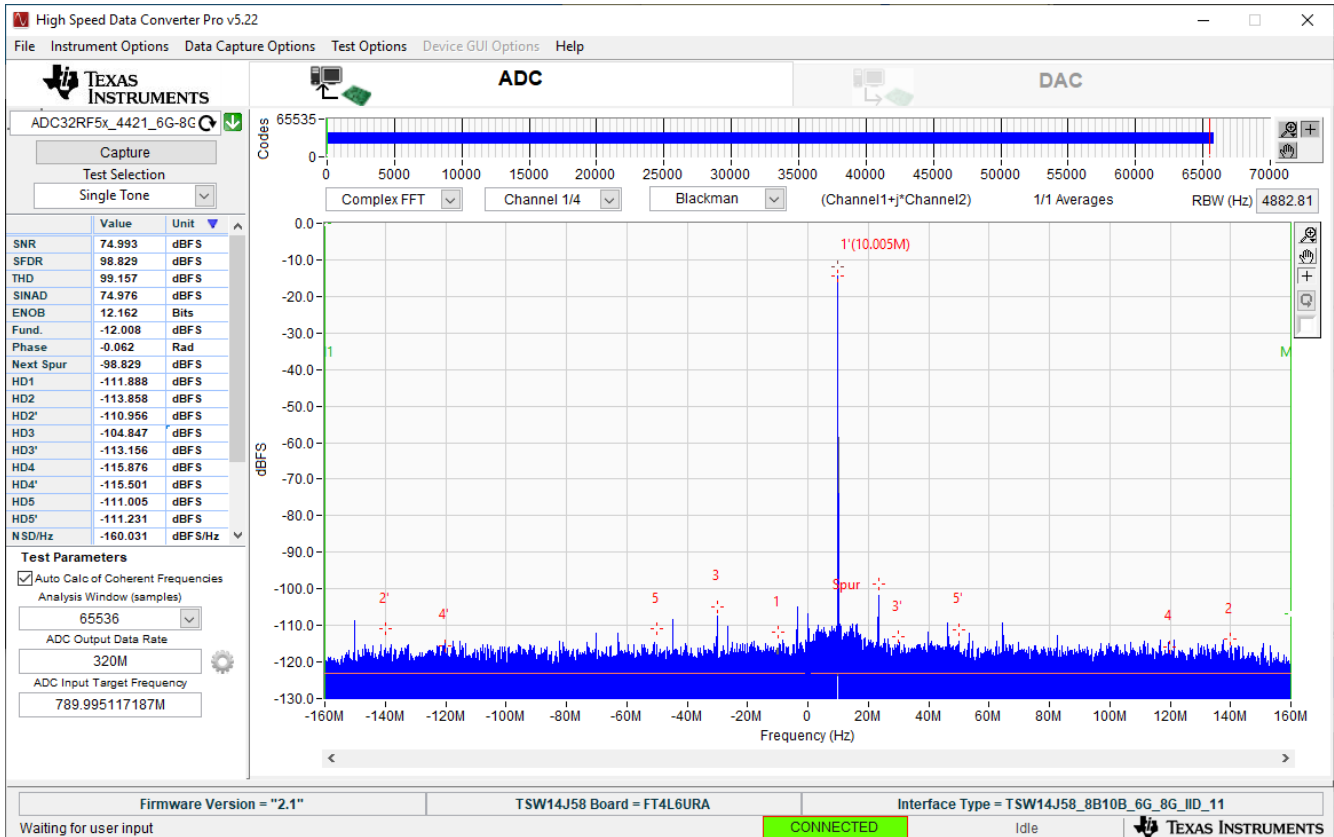 High Speed Data Converter Pro v5.22
File Instrument Options Data Capture Options Test Options Device GUI Options Help
TEXAS INSTRUMENTS
ADC
DAC
ADC32RF5x_4421_6G-8G
Capture
Test Selection
Single Tone
Value Unit
SNR 74.993 dBFS
SFDR 98.829 dBFS
THD 99.157 dBFS
SINAD 74.976 dBFS
ENOB 12.162 Bits
Fund. -12.008 dBFS
Phase -0.062 Rad
Next Spur -98.829 dBFS
HD1 -111.888 dBFS
HD2 -113.858 dBFS
HD2' -110.956 dBFS
HD3 -104.847 dBFS
HD3' -113.156 dBFS
HD4 -115.876 dBFS
HD4' -115.501 dBFS
HD5 -111.005 dBFS
HD5' -111.231 dBFS
NSD/Hz -160.031 dBFS/Hz
Test Parameters
Auto Calc of Coherent Frequencies
Analysis Window (samples)
65536
ADC Output Data Rate
320M
ADC Input Target Frequency
789.995117187M
Codes
65535
0
0 5000 10000 15000 20000 25000 30000 35000 40000 45000 50000 55000 60000 65000 70000
Complex FFT Channel 1/4 Blackman (Channel1+j*Channel2) 1/1 Averages RBW (Hz) 4882.81
dBFS
0.0
-10.0
-20.0
-30.0
-40.0
-50.0
-60.0
-70.0
-80.0
-90.0
-100.0
-110.0
-120.0
-130.0
1'(10.005M)
1 M
3 Spur
2' 4' 5 1 3' 5' 4 2
-160M -140M -120M -100M -80M -60M -40M -20M 0 20M 40M 60M 80M 100M 120M 140M 160M
Frequency (Hz)
Firmware Version = "2.1" TSW14J58 Board = FT4L6URA Interface Type = TSW14J58_8B10B_6G_8G_IID_11
Waiting for user input CONNECTED Idle TEXAS INSTRUMENTS